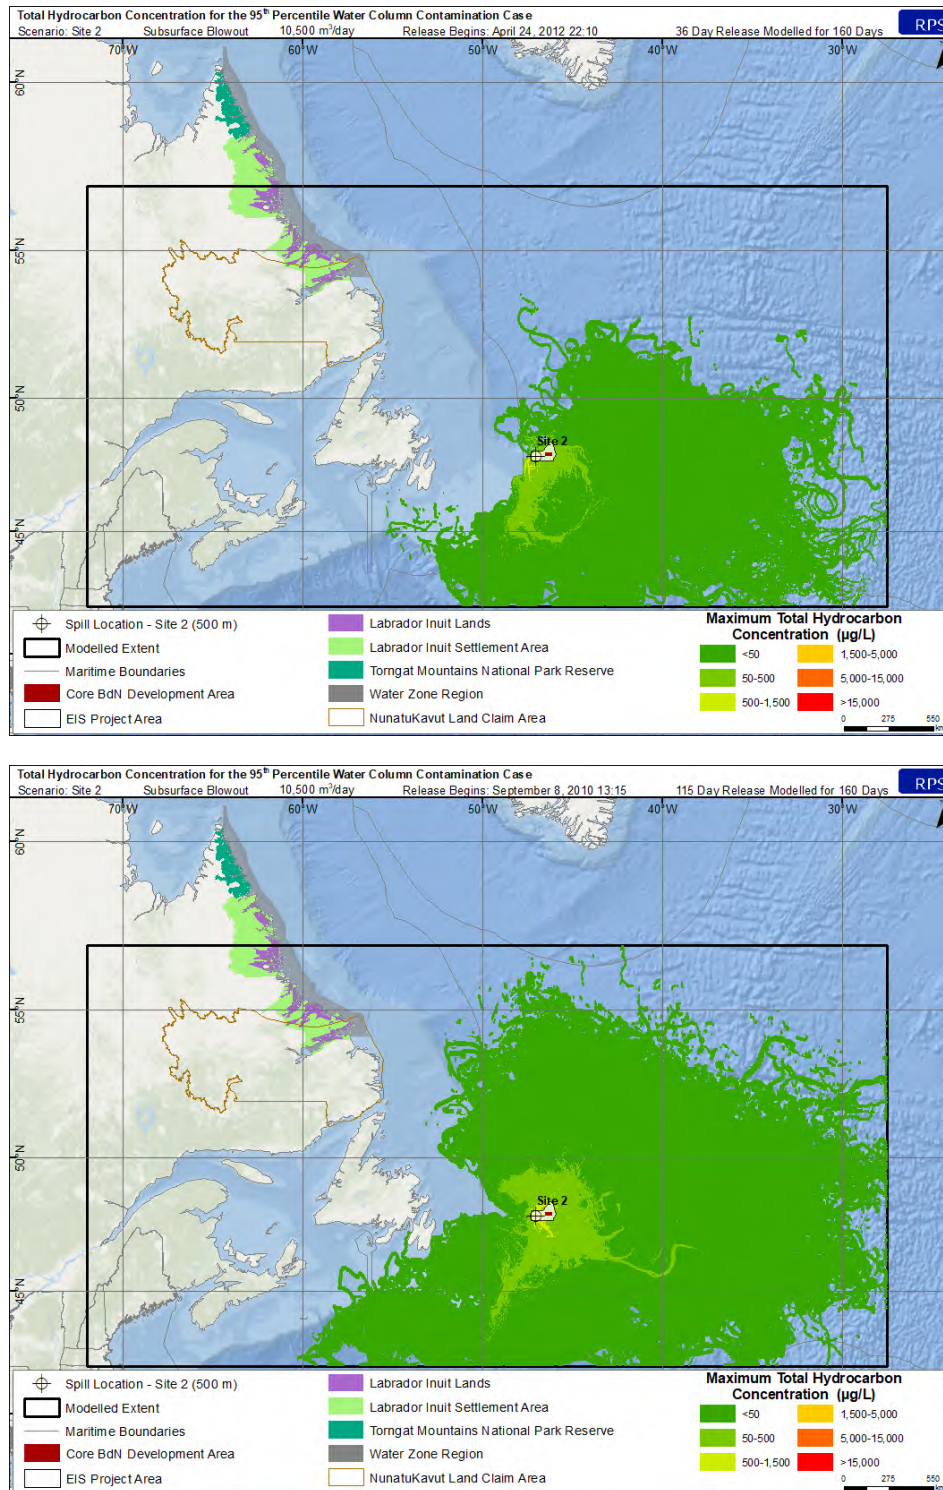 Total Hydrocarbon Concentration for the 95th Percentile Water Column Contamination Case
Scenario: Site 2 Subsurface Blowout 10,500 m³/day Release Begins: April 24, 2012 22:10 36 Day Release Modelled for 160 Days
RPS
70°W 60°W 50°W 40°W 30°W
60°N
55°N
50°N
Site 2
45°N
Spill Location - Site 2 (500 m)
Modelled Extent
Maritime Boundaries
Core BdN Development Area
EIS Project Area
Labrador Inuit Lands
Labrador Inuit Settlement Area
Torngat Mountains National Park Reserve
Water Zone Region
NunatuKavut Land Claim Area
Maximum Total Hydrocarbon
Concentration (µg/L)
<50 1,500-5,000
50-500 5,000-15,000
500-1,500 >15,000
0 275 550
km
Total Hydrocarbon Concentration for the 95th Percentile Water Column Contamination Case
Scenario: Site 2 Subsurface Blowout 10,500 m³/day Release Begins: September 8, 2010 13:15 115 Day Release Modelled for 160 Days
RPS
70°W 60°W 50°W 40°W 30°W
60°N
55°N
50°N
Site 2
45°N
Spill Location - Site 2 (500 m)
Modelled Extent
Maritime Boundaries
Core BdN Development Area
EIS Project Area
Labrador Inuit Lands
Labrador Inuit Settlement Area
Torngat Mountains National Park Reserve
Water Zone Region
NunatuKavut Land Claim Area
Maximum Total Hydrocarbon
Concentration (µg/L)
<50 1,500-5,000
50-500 5,000-15,000
500-1,500 >15,000
0 275 550
km